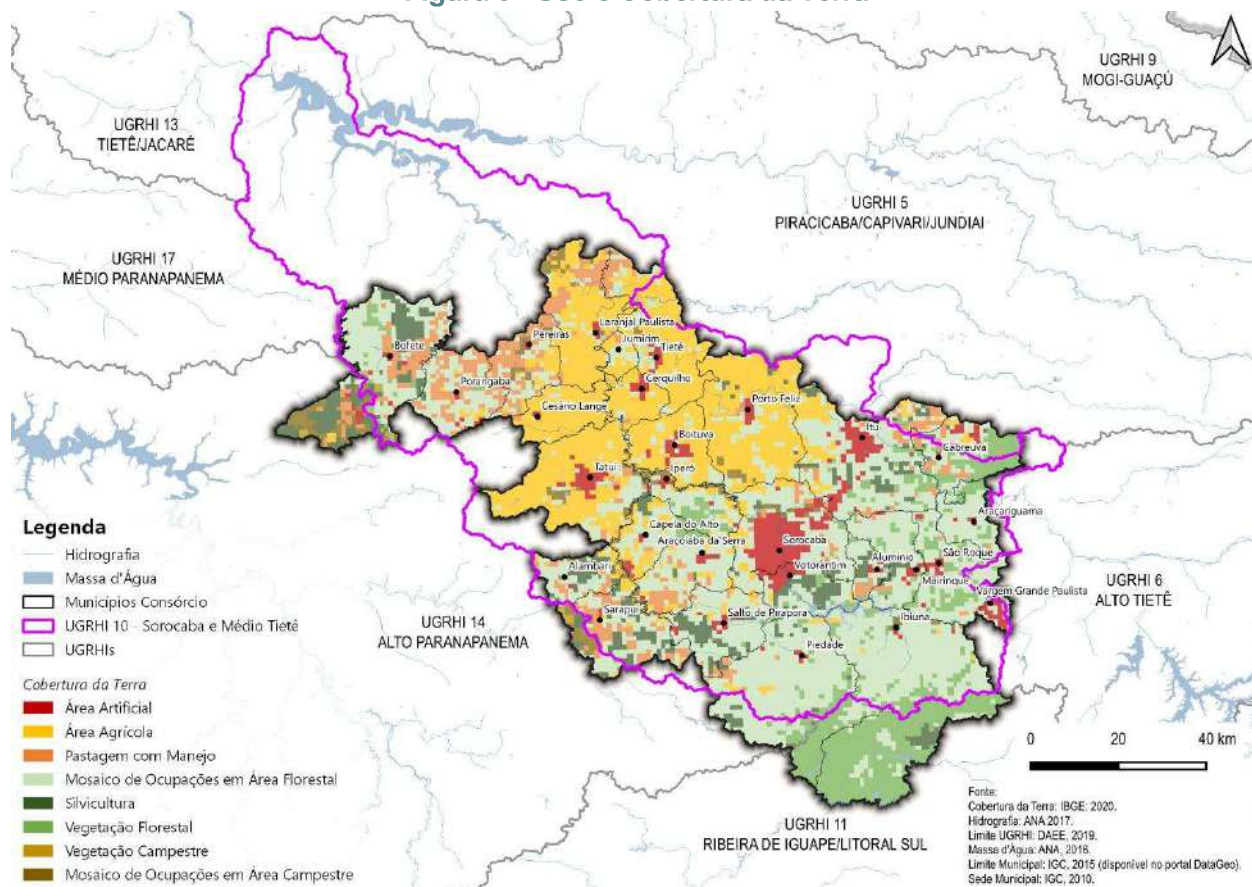 UGRHI 9
MOGI-GUAÇÚ
UGRHI 13
TIETÊ/JACARÉ
UGRHI 5
PIRACICABA/CAPIVARI/JUNDIAI
UGRHI 17
MÉDIO PARANAPANEMA
Laranjal Paulista
Pereiras
Jumirim
Bofete
Tietê
Porangaba
Cerquilho
Cesário Lange
Porto Feliz
Boituva
Itu
Cabreúva
Tatuí
Iperó
Araçariguama
Capela do Alto
Araçoiaba da Serra
Sorocaba
São Roque
Alambari
Votorantim
Alumínio
Mairinque
Vargem Grande Paulista
UGRHI 6
ALTO TIETÊ
Sarapuí
Salto de Pirapora
Ibiúna
UGRHI 14
ALTO PARANAPANEMA
Piedade
Legenda
Hidrografia
Massa d'Água
Municípios Consórcio
UGRHI 10 - Sorocaba e Médio Tietê
UGRHIs
Cobertura da Terra
Área Artificial
Área Agrícola
Pastagem com Manejo
Mosaico de Ocupações em Área Florestal
Silvicultura
Vegetação Florestal
Vegetação Campestre
Mosaico de Ocupações em Área Campestre
0 20 40 km
UGRHI 11
RIBEIRA DE IGUAPE/LITORAL SUL
Fonte:
Cobertura da Terra: IBGE: 2020.
Hidrografia: ANA 2017.
Limite UGRHI: DAEE, 2019.
Massa d'Água: ANA, 2016.
Limite Municipal: IGC, 2015 (disponível no portal DataGeo).
Sede Municipal: IGC, 2010.